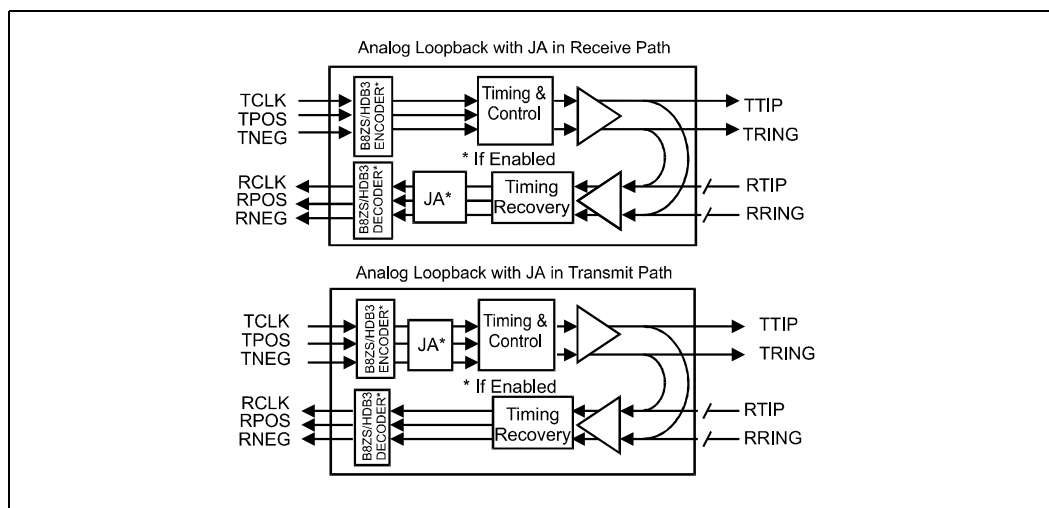 Analog Loopback with JA in Receive Path
TCLK
TPOS
TNEG
B8ZS/HDB3
ENCODER*
Timing &
Control
TTIP
TRING
* If Enabled
RCLK
RPOS
RNEG
B8ZS/HDB3
DECODER*
JA*
Timing
Recovery
RTIP
RRING
Analog Loopback with JA in Transmit Path
TCLK
TPOS
TNEG
B8ZS/HDB3
ENCODER*
JA*
Timing &
Control
TTIP
TRING
* If Enabled
RCLK
RPOS
RNEG
B8ZS/HDB3
DECODER*
Timing
Recovery
RTIP
RRING